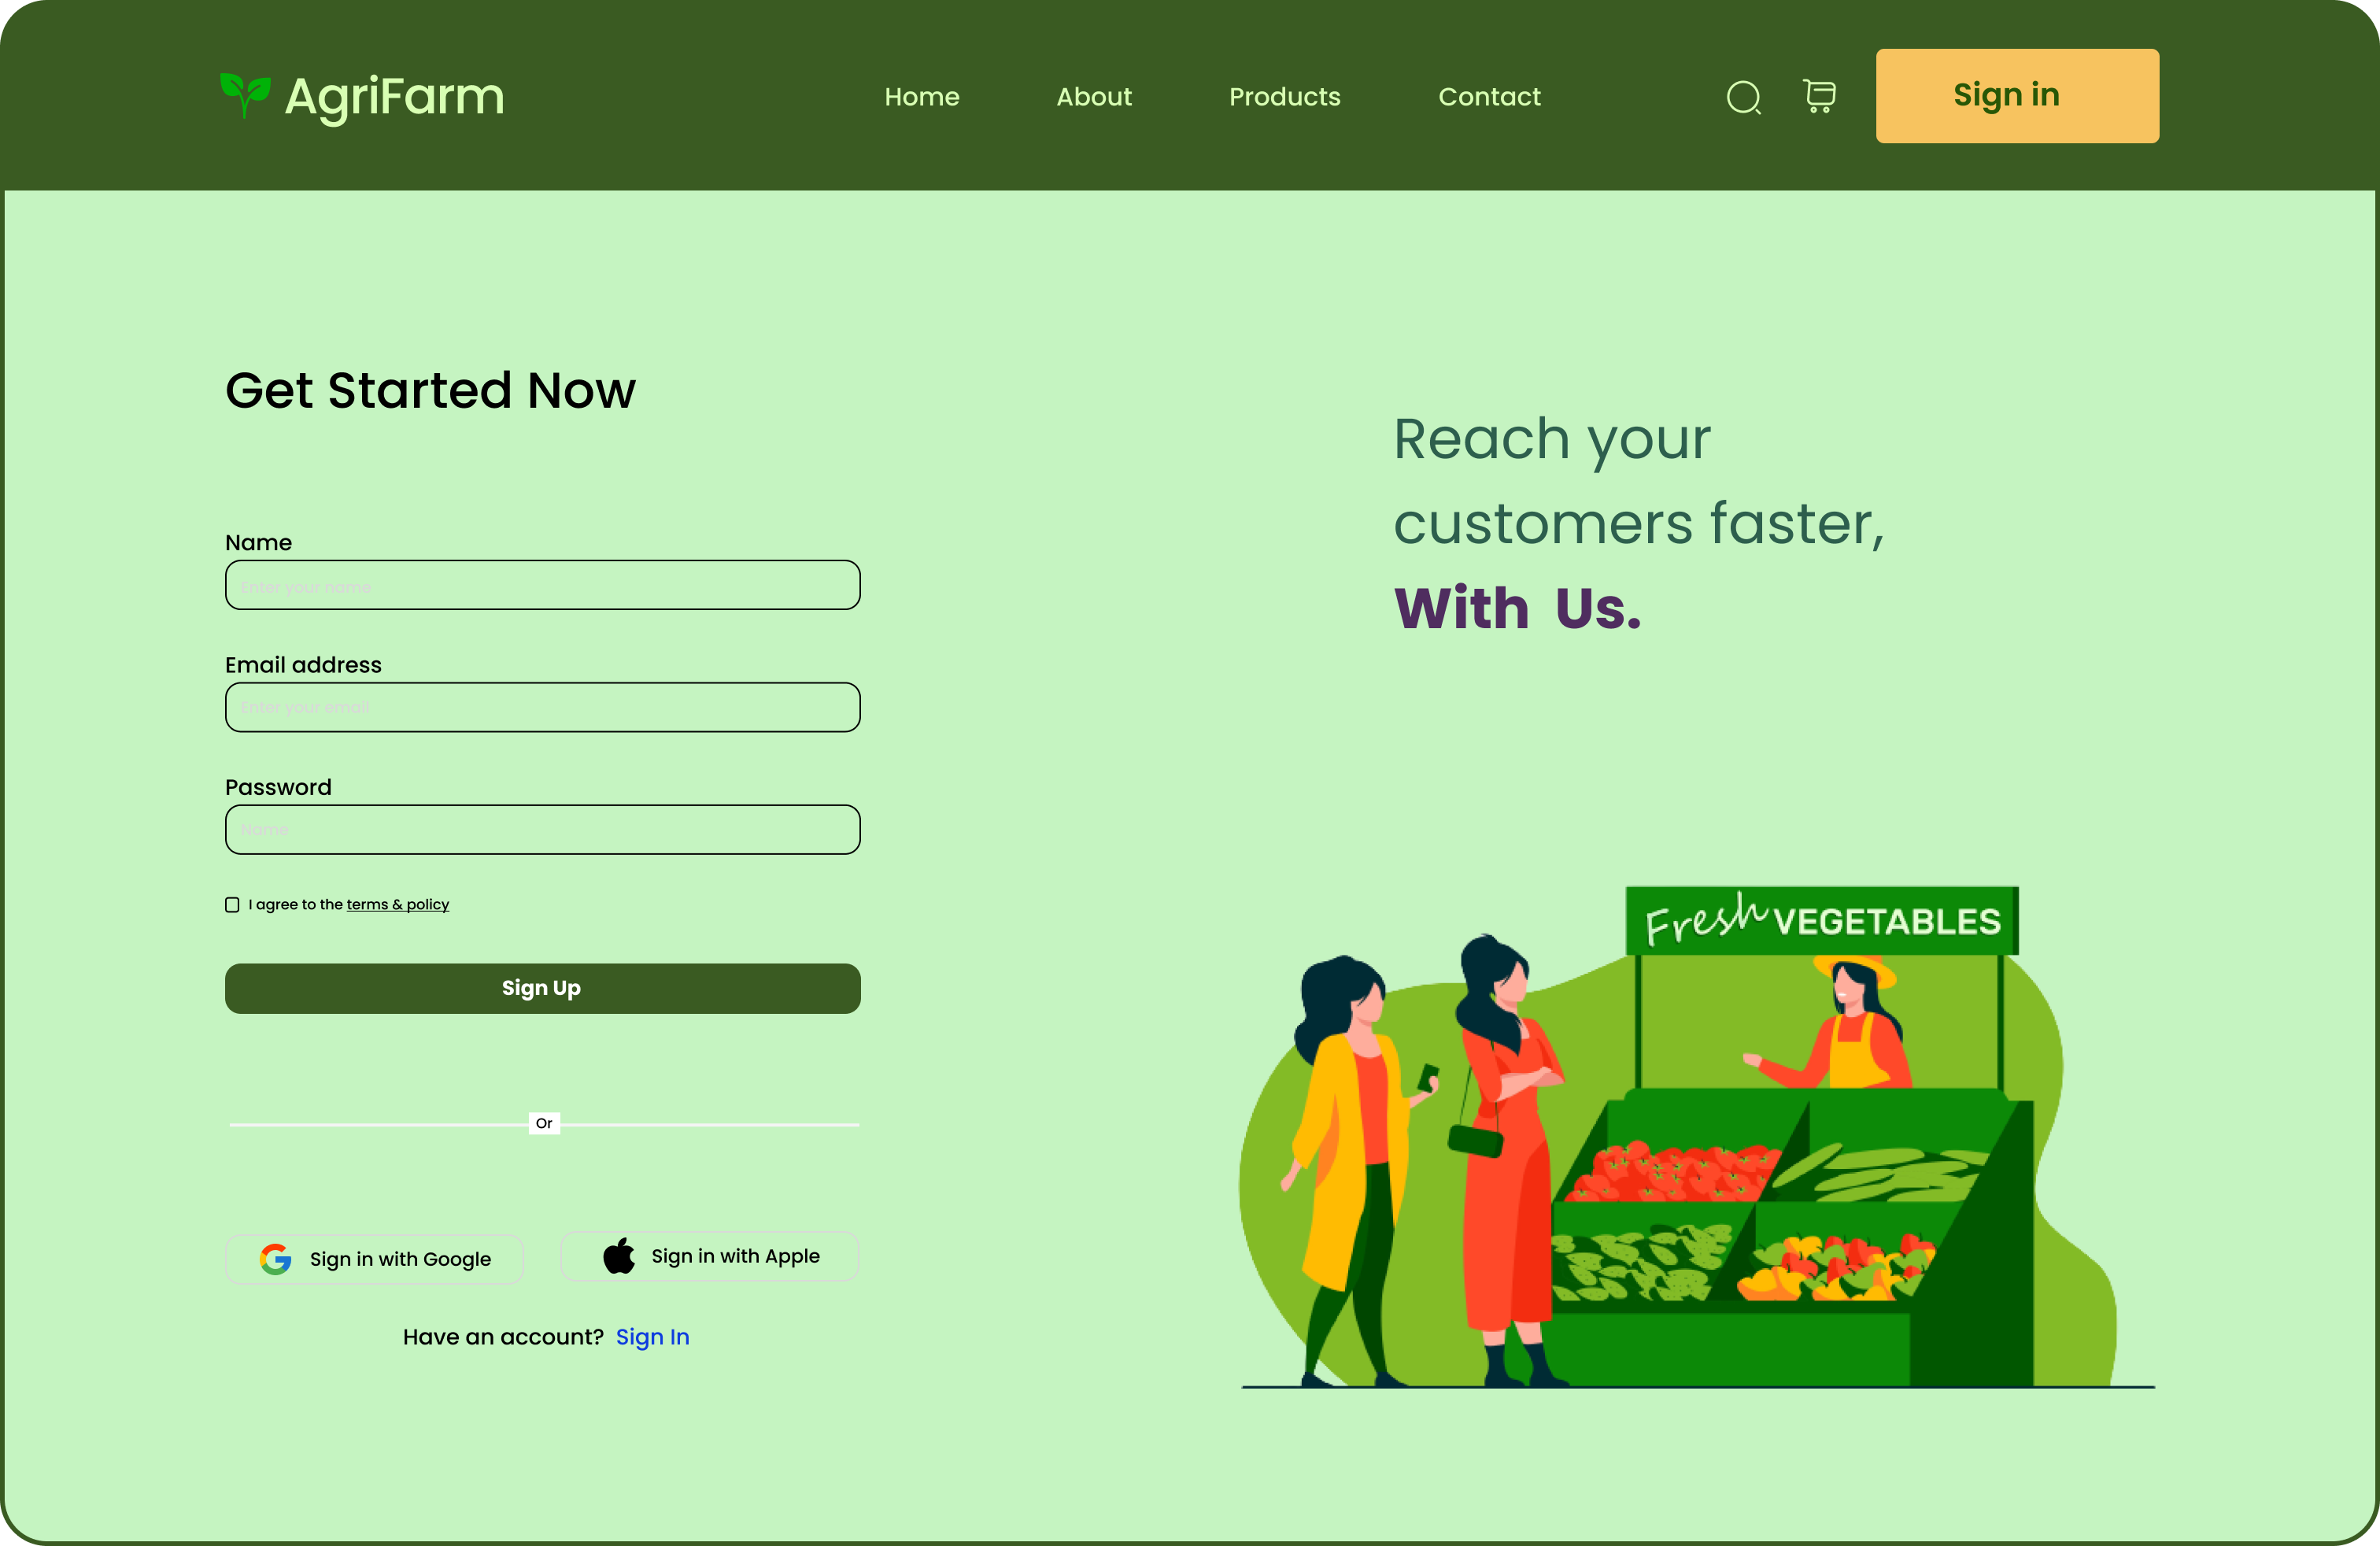 AgriFarm
Home
About
Products
Contact
Sign in
Get Started Now
Reach your
customers faster,
With Us.
Name
Enter your name
Email address
Enter your email
Password
Name
I agree to the terms & policy
Sign Up
Or
Sign in with Google
Sign in with Apple
Have an account? Sign In
Fresh VEGETABLES